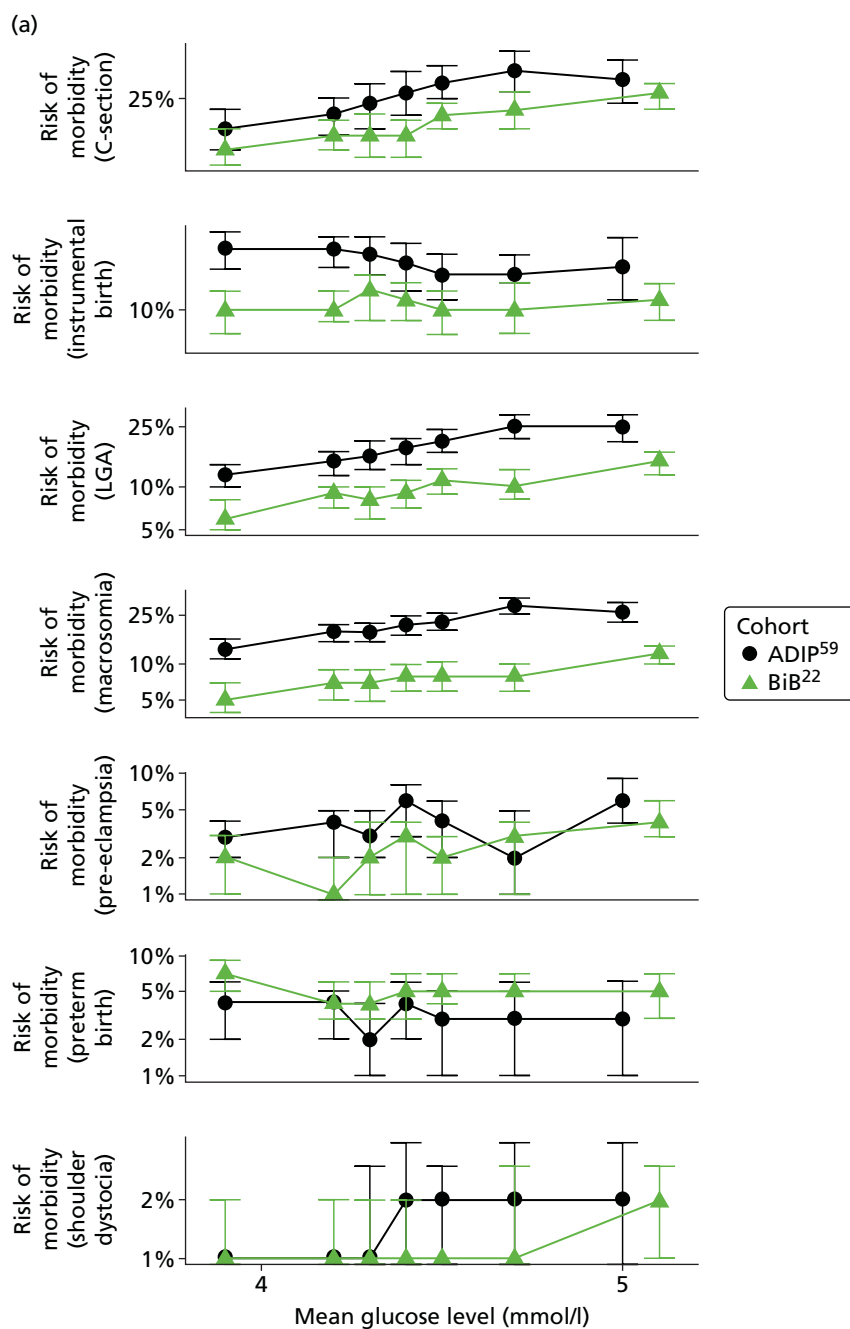 (a)
Risk of
morbidity
(C-section)
25%
Risk of
morbidity
(instrumental
birth)
10%
Risk of
morbidity
(LGA)
25%
10%
5%
Risk of
morbidity
(macrosomia)
25%
10%
5%
Cohort
ADIP59
BiB22
Risk of
morbidity
(pre-eclampsia)
10%
5%
2%
1%
Risk of
morbidity
(preterm
birth)
10%
5%
2%
1%
Risk of
morbidity
(shoulder
dystocia)
2%
1%
4
5
Mean glucose level (mmol/l)